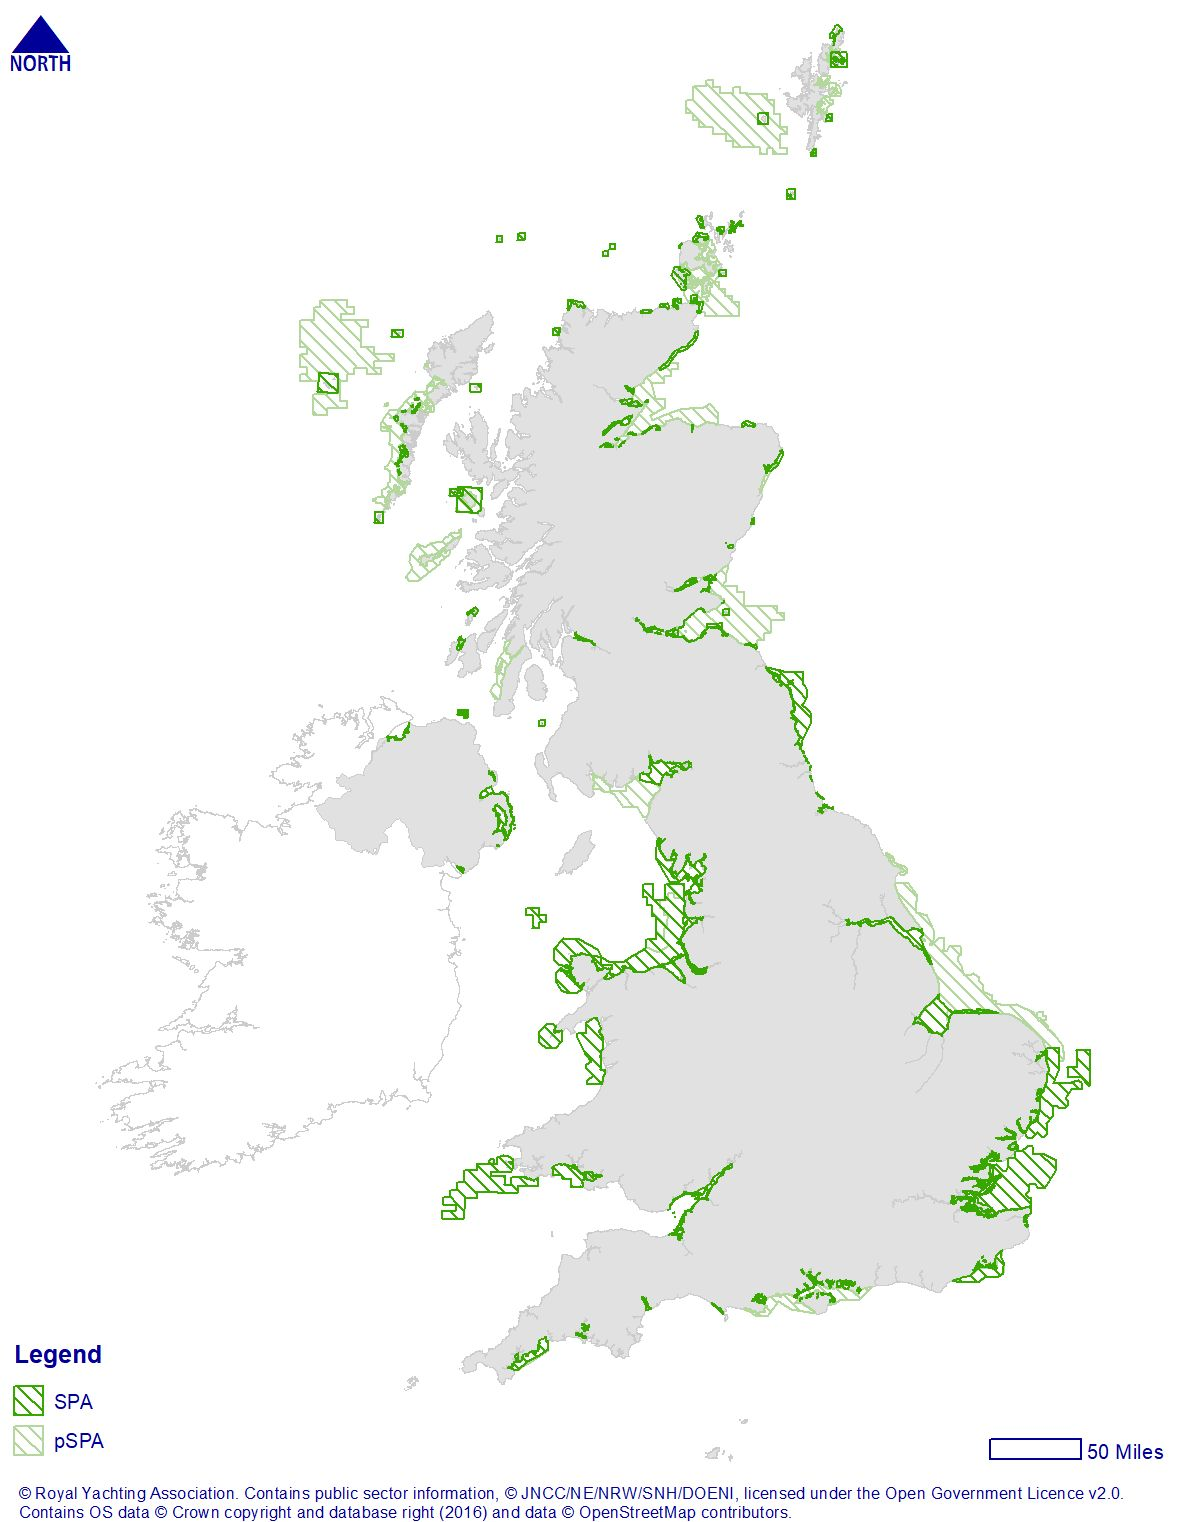 NORTH
Legend
SPA
pSPA
50 Miles
© Royal Yachting Association. Contains public sector information, © JNCC/NE/NRW/SNH/DOENI, licensed under the Open Government Licence v2.0.
Contains OS data © Crown copyright and database right (2016) and data © OpenStreetMap contributors.